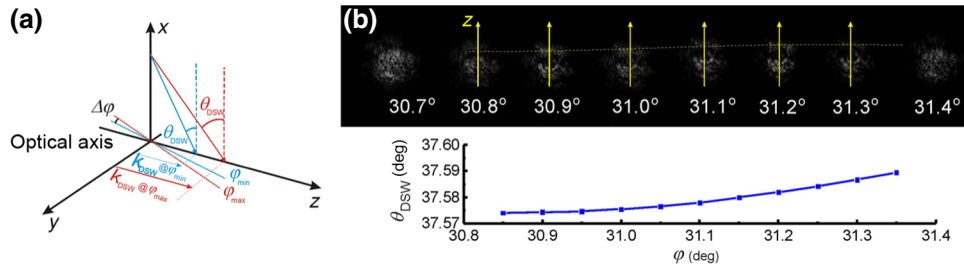 (a)
x
θDSW
θDSW
Δφ
Optical axis
kDSW@φmin
kDSW@φmax
φmin
φmax
y
z
(b)
z
30.7° 30.8° 30.9° 31.0° 31.1° 31.2° 31.3° 31.4°
θDSW (deg)
37.60
37.59
37.58
37.57
30.8 30.9 31.0 31.1 31.2 31.3 31.4
φ (deg)